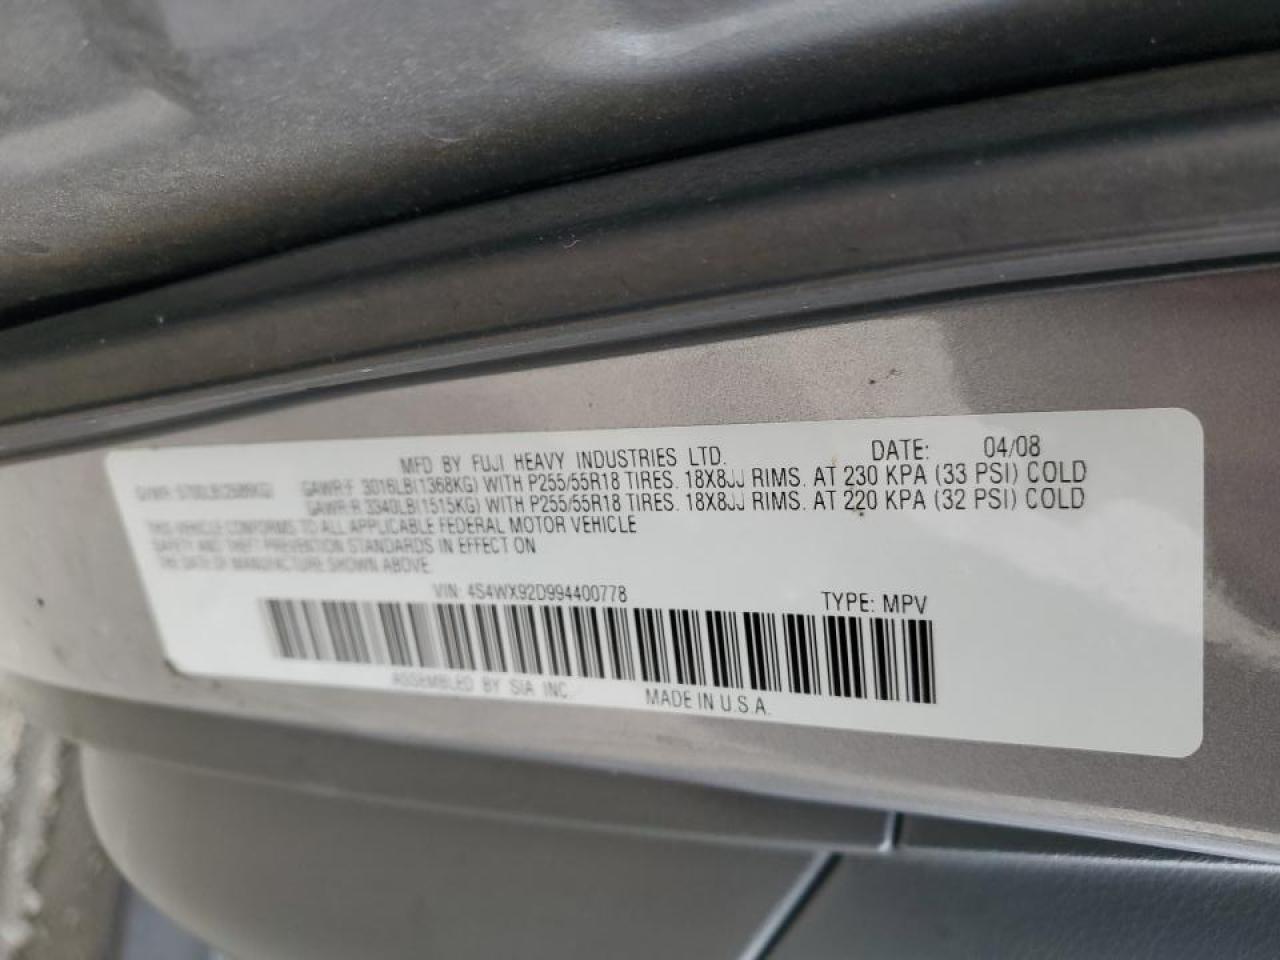 MFD BY FUJI HEAVY INDUSTRIES LTD. DATE: 04/08
GVWR: 5700LB(2586KG) GAWR:F 3016LB(1368KG) WITH P255/55R18 TIRES. 18X8JJ RIMS. AT 230 KPA (33 PSI) COLD
GAWR:R 3340LB(1515KG) WITH P255/55R18 TIRES. 18X8JJ RIMS. AT 220 KPA (32 PSI) COLD
THIS VEHICLE CONFORMS TO ALL APPLICABLE FEDERAL MOTOR VEHICLE
SAFETY AND THEFT PREVENTION STANDARDS IN EFFECT ON
THE DATE OF MANUFACTURE SHOWN ABOVE
VIN: 4S4WX92D994400778 TYPE: MPV
ASSEMBLED BY SIA INC. MADE IN U.S.A.